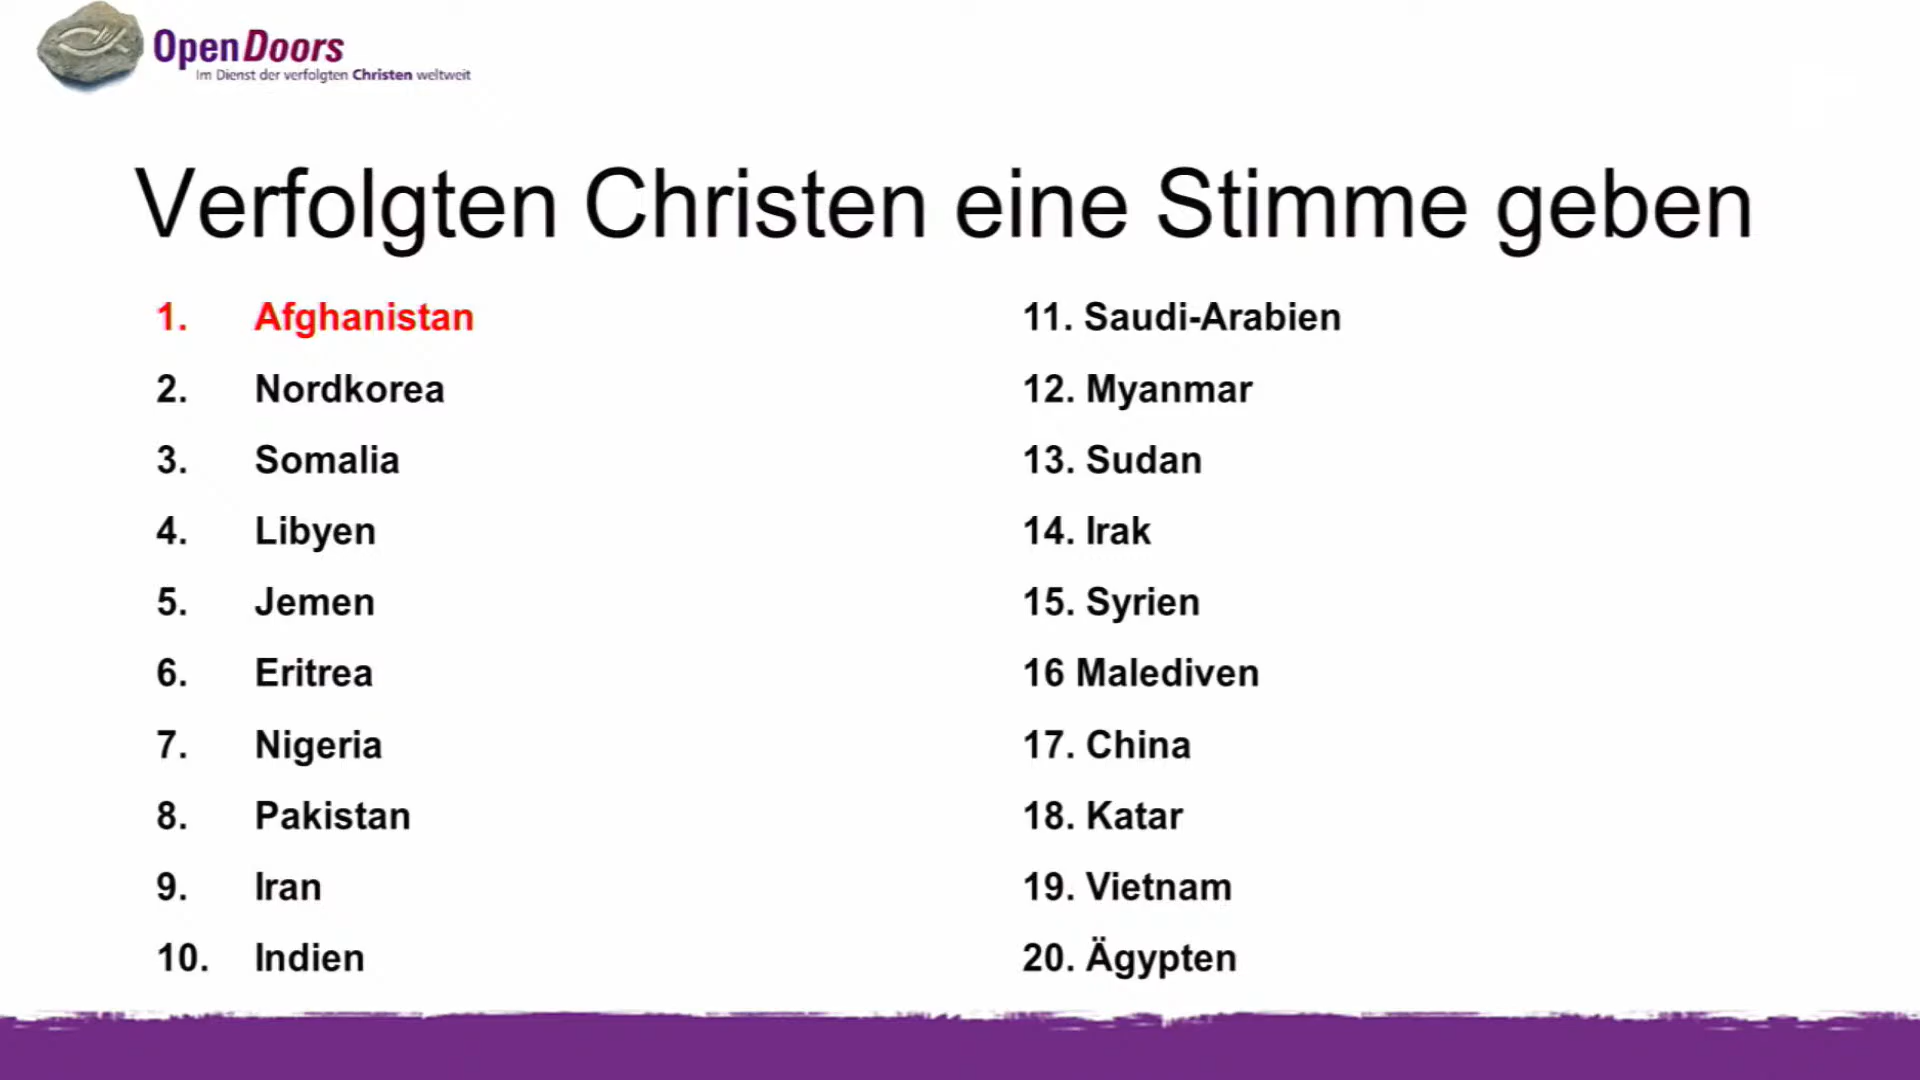 OpenDoors
Im Dienst der verfolgten Christen weltweit
Verfolgten Christen eine Stimme geben
1. Afghanistan
2. Nordkorea
3. Somalia
4. Libyen
5. Jemen
6. Eritrea
7. Nigeria
8. Pakistan
9. Iran
10. Indien
11. Saudi-Arabien
12. Myanmar
13. Sudan
14. Irak
15. Syrien
16 Malediven
17. China
18. Katar
19. Vietnam
20. Ägypten